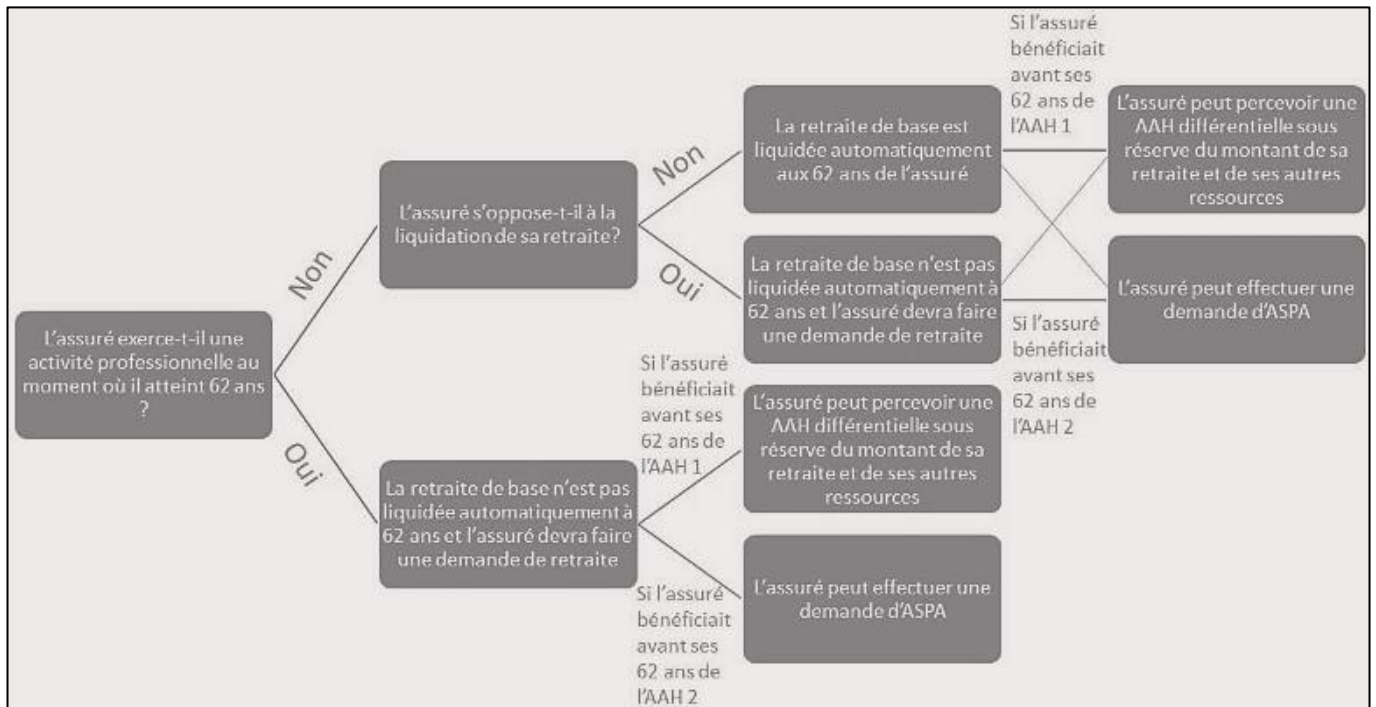 L'assuré exerce-t-il une
activité professionnelle au
moment où il atteint 62 ans
?
Non
Oui
L'assuré s'oppose-t-il à la
liquidation de sa retraite?
Non
Oui
La retraite de base est
liquidée automatiquement
aux 62 ans de l'assuré
La retraite de base n'est pas
liquidée automatiquement à
62 ans et l'assuré devra faire
une demande de retraite
Si l'assuré
bénéficiait
avant ses
62 ans de
l'AAH 1
L'assuré peut percevoir une
AAH différentielle sous
réserve du montant de sa
retraite et de ses autres
ressources
Si l'assuré
bénéficiait
avant ses
62 ans de
l'AAH 2
L'assuré peut effectuer une
demande d'ASPA
La retraite de base n'est pas
liquidée automatiquement à
62 ans et l'assuré devra faire
une demande de retraite
Si l'assuré
bénéficiait
avant ses
62 ans de
l'AAH 1
L'assuré peut percevoir une
AAH différentielle sous
réserve du montant de sa
retraite et de ses autres
ressources
Si l'assuré
bénéficiait
avant ses
62 ans de
l'AAH 2
L'assuré peut effectuer une
demande d'ASPA